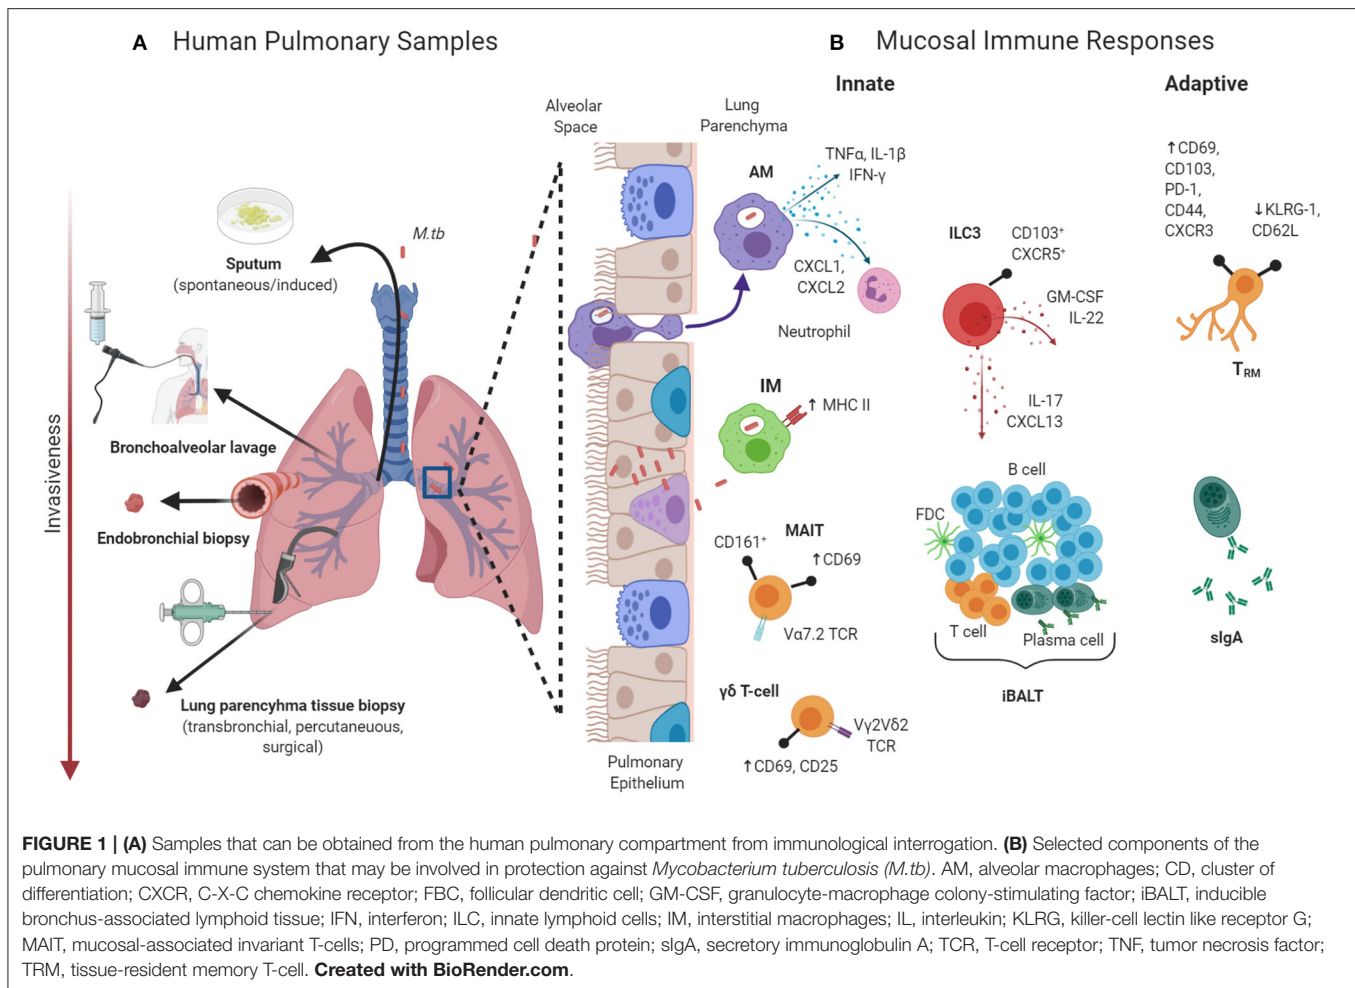 A Human Pulmonary Samples
B Mucosal Immune Responses
Innate
Adaptive
Alveolar
Space
Lung
Parenchyma
Invasiveness
M.tb
Sputum
(spontaneous/induced)
Bronchoalveolar lavage
Endobronchial biopsy
Lung parencyhma tissue biopsy
(transbronchial, percutaneuous,
surgical)
Pulmonary
Epithelium
AM
TNFα, IL-1β
IFN-γ
CXCL1,
CXCL2
Neutrophil
IM
↑ MHC II
MAIT
CD161⁺
↑CD69
Vα7.2 TCR
γδ T-cell
Vγ2Vδ2
TCR
↑CD69, CD25
ILC3
CD103⁺
CXCR5⁺
GM-CSF
IL-22
IL-17
CXCL13
B cell
FDC
T cell
Plasma cell
iBALT
↑CD69,
CD103,
PD-1,
CD44,
CXCR3
↓KLRG-1,
CD62L
TRM
sIgA
FIGURE 1 | (A) Samples that can be obtained from the human pulmonary compartment from immunological interrogation. (B) Selected components of the
pulmonary mucosal immune system that may be involved in protection against Mycobacterium tuberculosis (M.tb). AM, alveolar macrophages; CD, cluster of
differentiation; CXCR, C-X-C chemokine receptor; FBC, follicular dendritic cell; GM-CSF, granulocyte-macrophage colony-stimulating factor; iBALT, inducible
bronchus-associated lymphoid tissue; IFN, interferon; ILC, innate lymphoid cells; IM, interstitial macrophages; IL, interleukin; KLRG, killer-cell lectin like receptor G;
MAIT, mucosal-associated invariant T-cells; PD, programmed cell death protein; sIgA, secretory immunoglobulin A; TCR, T-cell receptor; TNF, tumor necrosis factor;
TRM, tissue-resident memory T-cell. Created with BioRender.com.